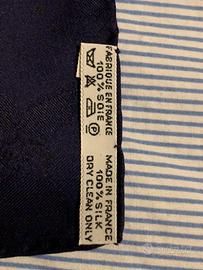 FABRIQUE EN FRANCE
100% SOIE
MADE IN FRANCE
100% SILK
DRY CLEAN ONLY